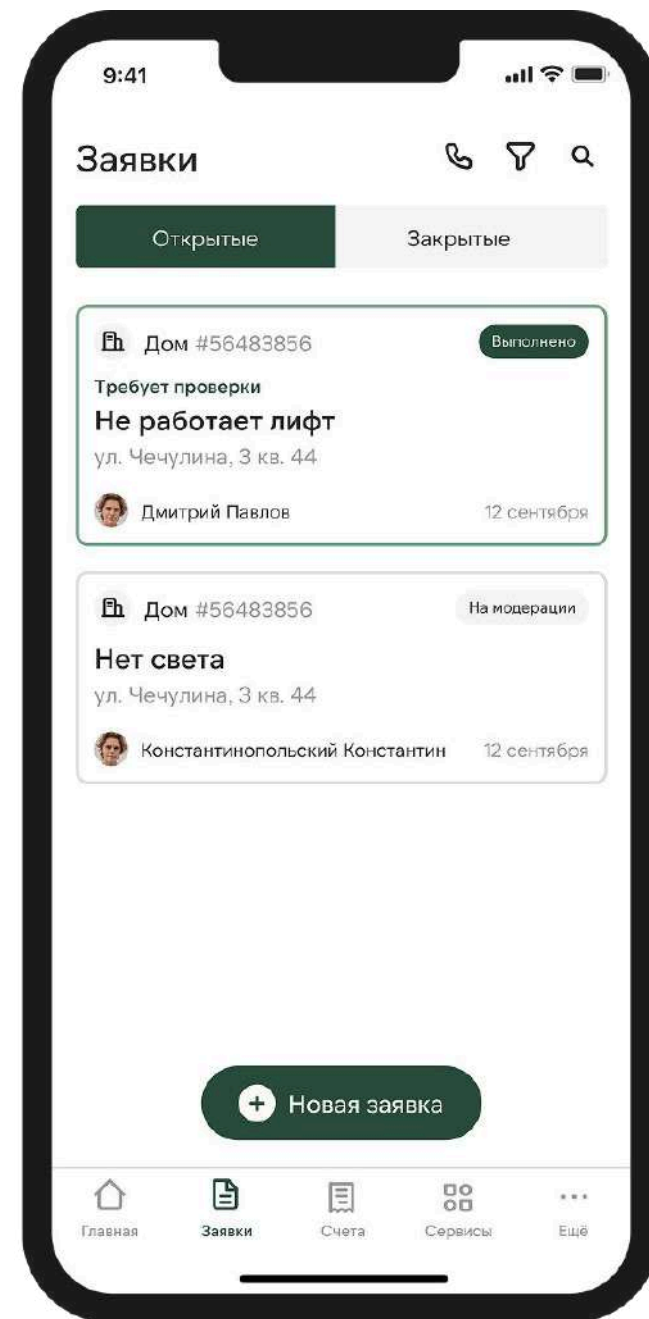 9:41
Заявки
Открытые Закрытые
Дом #56483856 Выполнено
Требует проверки
Не работает лифт
ул. Чечулина, 3 кв. 44
Дмитрий Павлов 12 сентября
Дом #56483856 На модерации
Нет света
ул. Чечулина, 3 кв. 44
Константинопольский Константин 12 сентября
Новая заявка
Главная Заявки Счета Сервисы Ещё